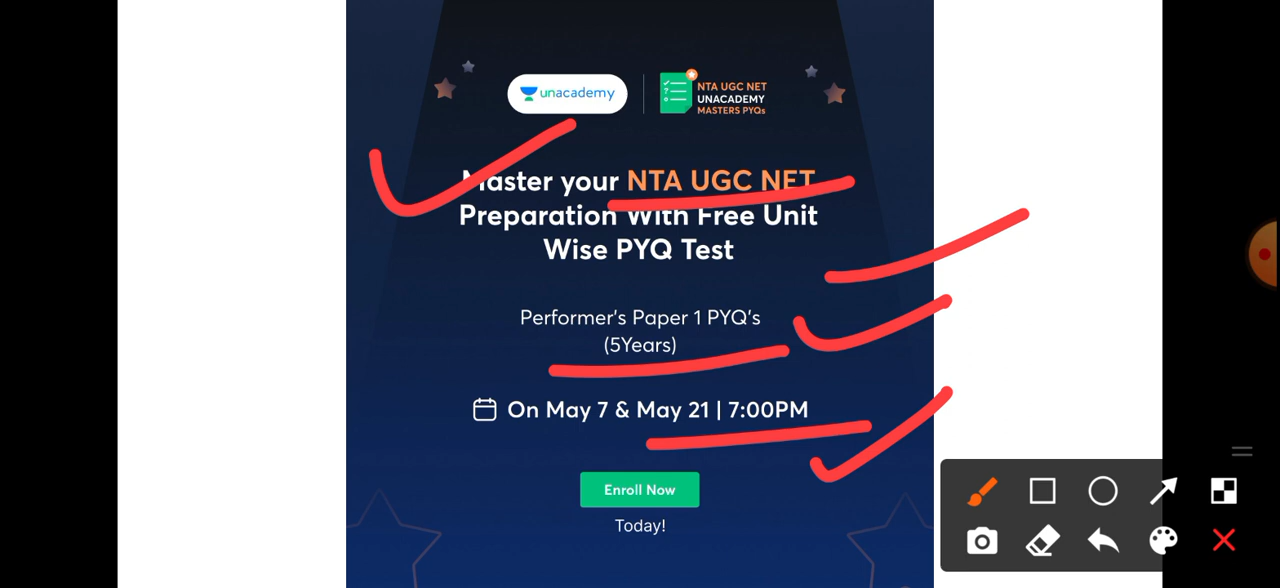 unacademy
NTA UGC NET
UNACADEMY
MASTERS PYQs
Master your NTA UGC NET
Preparation With Free Unit
Wise PYQ Test
Performer's Paper 1 PYQ's
(5Years)
On May 7 & May 21 | 7:00PM
Enroll Now
Today!